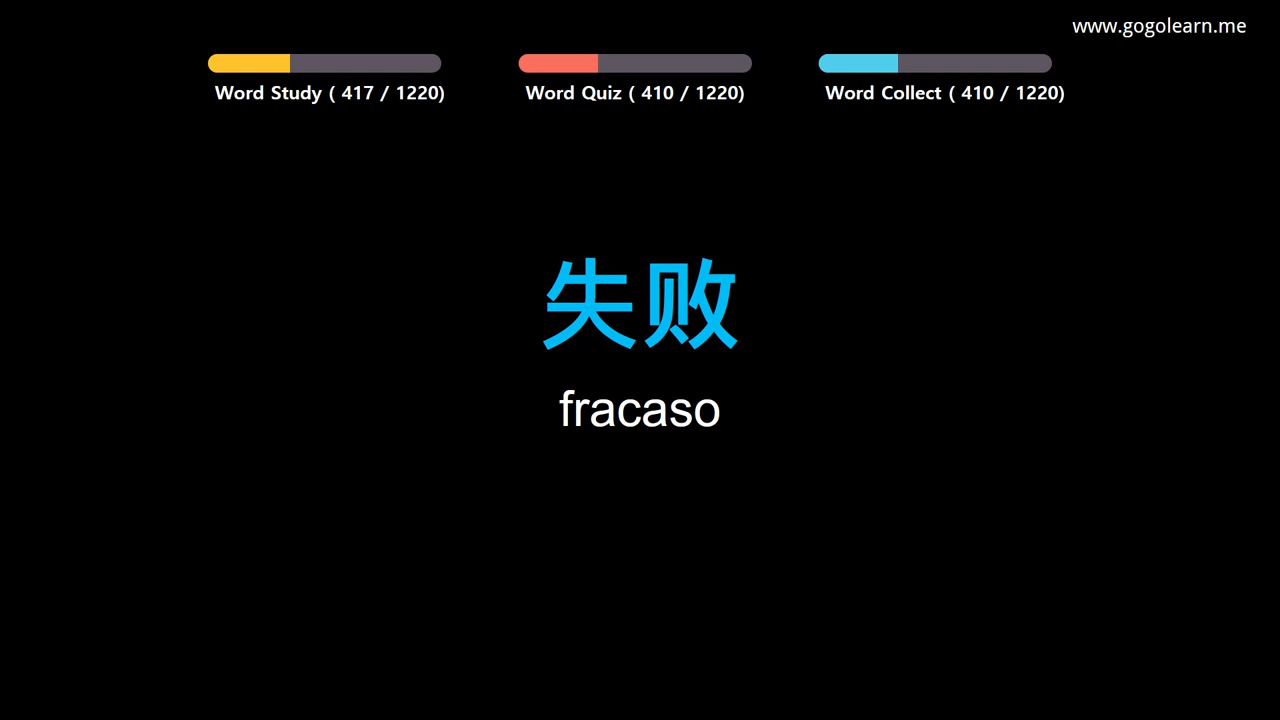 www.gogolearn.me
Word Study ( 417 / 1220)
Word Quiz ( 410 / 1220)
Word Collect ( 410 / 1220)
失败
fracaso